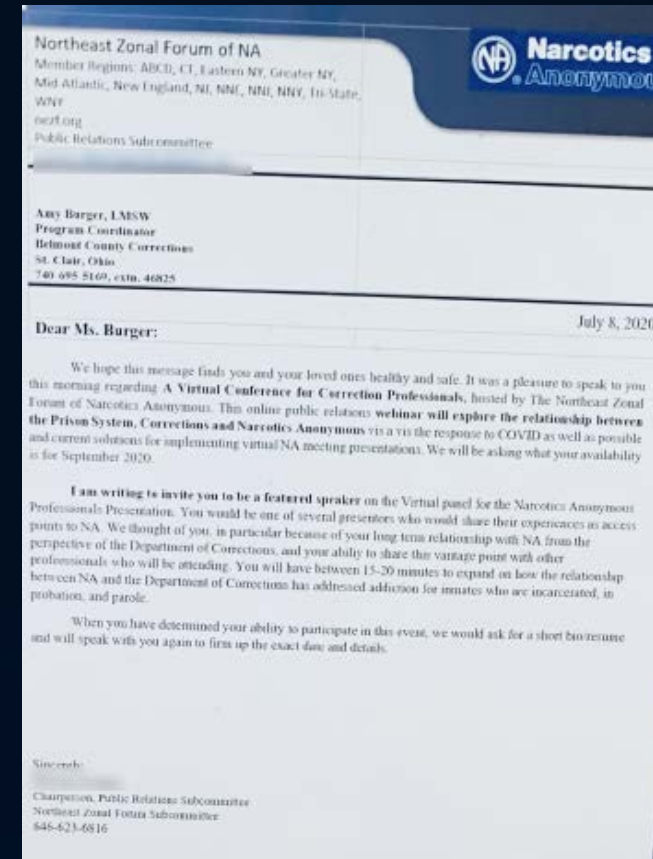 Northeast Zonal Forum of NA
Member Regions: ABCD, CT, Eastern NY, Greater NY,
Mid Atlantic, New England, NJ, NNE, NNJ, NNY, Tri-State,
WNY
nezf.org
Public Relations Subcommittee
NA
Narcotics
Anonymou
Amy Barger, LMSW
Program Coordinator
Belmont County Corrections
St. Clair, Ohio
740-695-5169, extn. 46825
July 8, 2020
Dear Ms. Burger:
We hope this message finds you and your loved ones healthy and safe. It was a pleasure to speak to you
this morning regarding A Virtual Conference for Correction Professionals, hosted by The Northeast Zonal
Forum of Narcotics Anonymous. This online public relations webinar will explore the relationship between
the Prison System, Corrections and Narcotics Anonymous vis a vis the response to COVID as well as possible
and current solutions for implementing virtual NA meeting presentations. We will be asking what your availability
is for September 2020.
I am writing to invite you to be a featured speaker on the Virtual panel for the Narcotics Anonymous
Professionals Presentation. You would be one of several presenters who would share their experiences as access
points to NA. We thought of you, in particular because of your long term relationship with NA from the
perspective of the Department of Corrections, and your ability to share this vantage point with other
professionals who will be attending. You will have between 15-20 minutes to expand on how the relationship
between NA and the Department of Corrections has addressed addiction for inmates who are incarcerated, in
probation, and parole.
When you have determined your ability to participate in this event, we would ask for a short bio/resume
and will speak with you again to firm up the exact date and details.
Sincerely,
Chairperson, Public Relations Subcommittee
Northeast Zonal Forum Subcommittee
646-623-6816